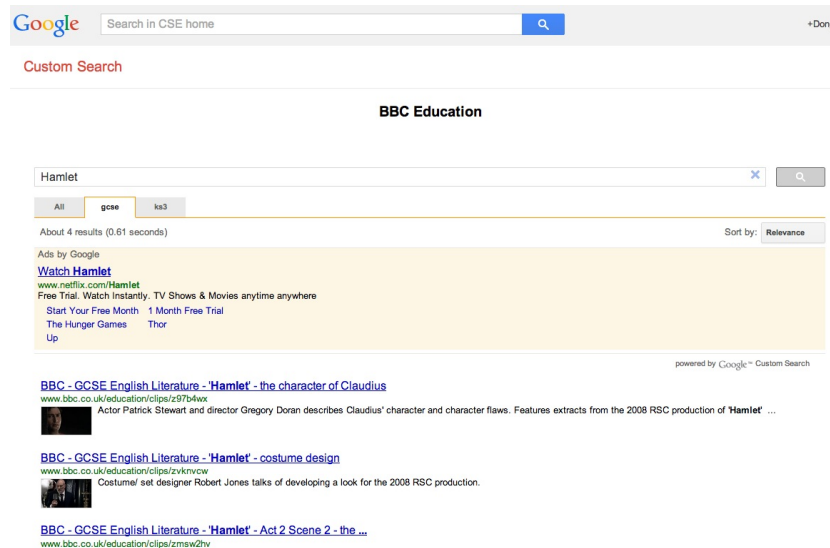 Google Search in CSE home +Don
Custom Search
BBC Education
Hamlet
All gcse ks3
About 4 results (0.61 seconds) Sort by: Relevance
Ads by Google
Watch Hamlet
www.netflix.com/Hamlet
Free Trial. Watch Instantly. TV Shows & Movies anytime anywhere
Start Your Free Month 1 Month Free Trial
The Hunger Games Thor
Up
powered by Google™ Custom Search
BBC - GCSE English Literature - 'Hamlet' - the character of Claudius
www.bbc.co.uk/education/clips/z97b4wx
Actor Patrick Stewart and director Gregory Doran describes Claudius' character and character flaws. Features extracts from the 2008 RSC production of 'Hamlet' ...
BBC - GCSE English Literature - 'Hamlet' - costume design
www.bbc.co.uk/education/clips/zvknvcw
Costume/ set designer Robert Jones talks of developing a look for the 2008 RSC production.
BBC - GCSE English Literature - 'Hamlet' - Act 2 Scene 2 - the ...
www.bbc.co.uk/education/clips/zmsw2hv